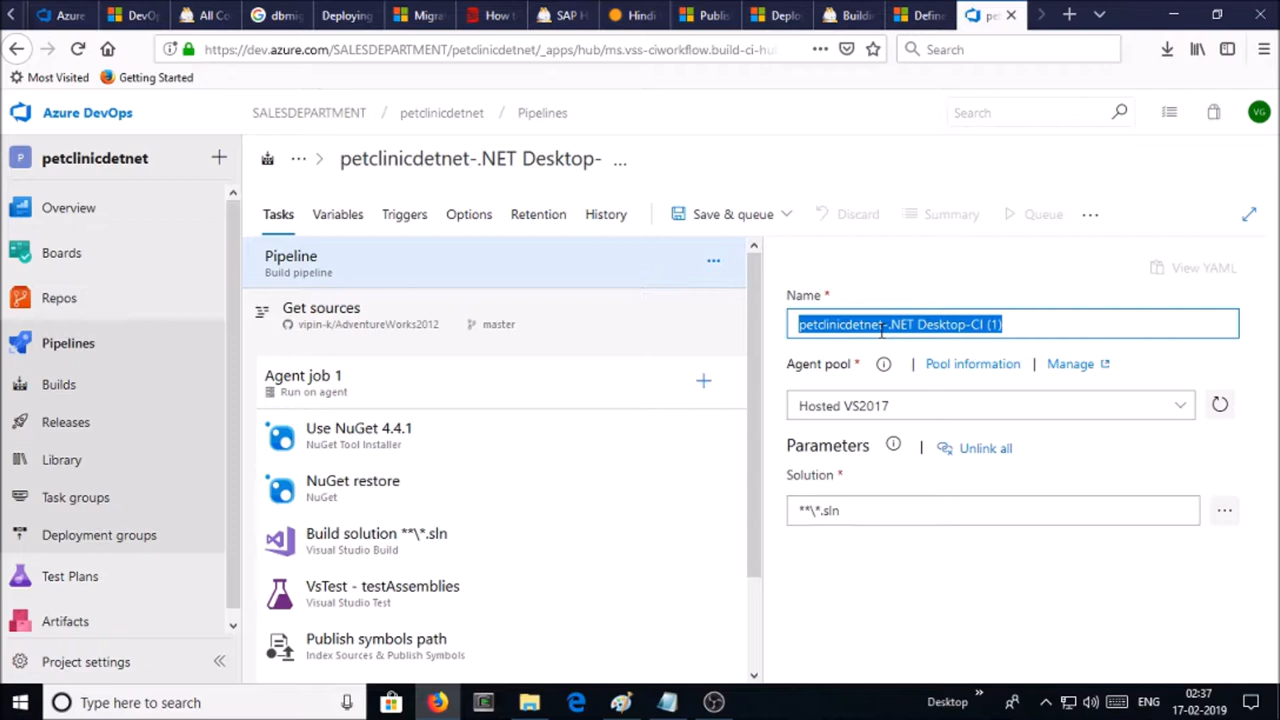 Azure
DevO
All Co
dbmig
Deploying
Migra
How t
SAP H
Hindi
Publis
Deplo
Buildi
Define
pe
https://dev.azure.com/SALESDEPARTMENT/petclinicdetnet/_apps/hub/ms.vss-ciworkflow.build-ci-hu
Search
Most Visited
Getting Started
Azure DevOps
SALESDEPARTMENT / petclinicdetnet / Pipelines
Search
VG
P petclinicdetnet
Overview
Boards
Repos
Pipelines
Builds
Releases
Library
Task groups
Deployment groups
Test Plans
Artifacts
Project settings
petclinicdetnet-.NET Desktop- ...
Tasks
Variables
Triggers
Options
Retention
History
Save & queue
Discard
Summary
Queue
Pipeline
Build pipeline
Get sources
vipin-k/AdventureWorks2012 master
Agent job 1
Run on agent
Use NuGet 4.4.1
NuGet Tool Installer
NuGet restore
NuGet
Build solution **\*.sln
Visual Studio Build
VsTest - testAssemblies
Visual Studio Test
Publish symbols path
Index Sources & Publish Symbols
View YAML
Name *
petclinicdetnet-.NET Desktop-CI (1)
Agent pool * | Pool information | Manage
Hosted VS2017
Parameters | Unlink all
Solution *
**\*.sln
Type here to search
Desktop
ENG
02:37
17-02-2019